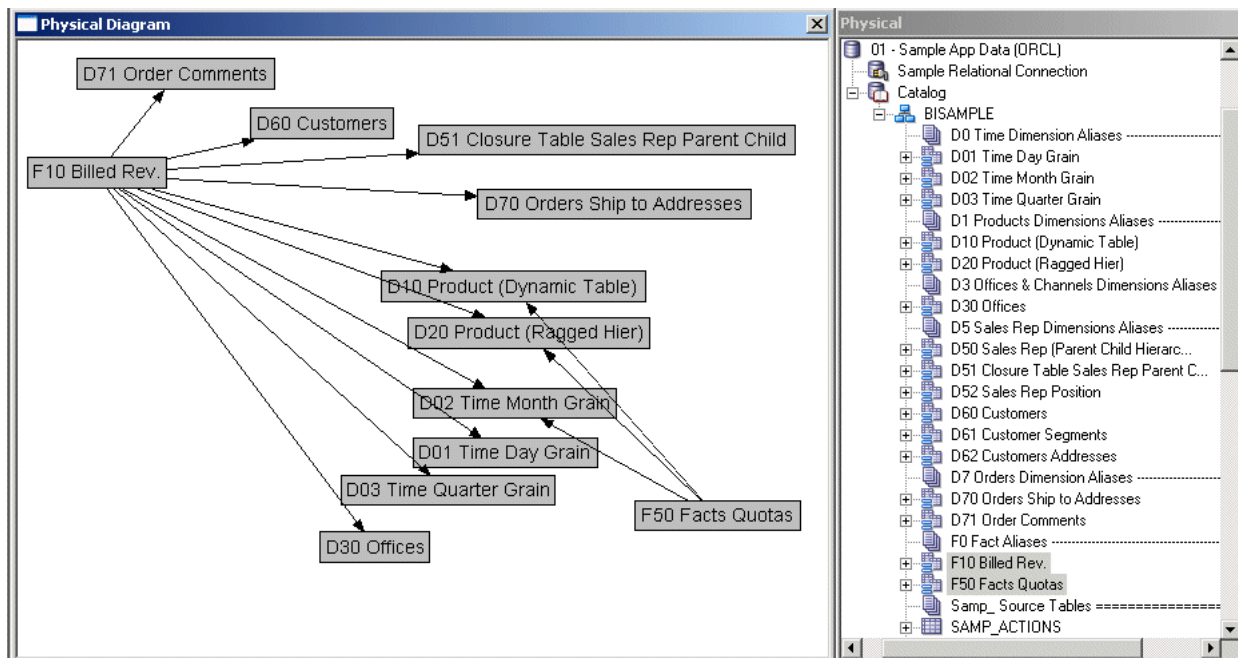 Physical Diagram
D71 Order Comments
D60 Customers
D51 Closure Table Sales Rep Parent Child
F10 Billed Rev.
D70 Orders Ship to Addresses
D10 Product (Dynamic Table)
D20 Product (Ragged Hier)
D02 Time Month Grain
D01 Time Day Grain
D03 Time Quarter Grain
F50 Facts Quotas
D30 Offices
Physical
01 - Sample App Data (ORCL)
Sample Relational Connection
Catalog
BISAMPLE
D0 Time Dimension Aliases ---------------
D01 Time Day Grain
D02 Time Month Grain
D03 Time Quarter Grain
D1 Products Dimensions Aliases ----------
D10 Product (Dynamic Table)
D20 Product (Ragged Hier)
D3 Offices & Channels Dimensions Aliases
D30 Offices
D5 Sales Rep Dimensions Aliases ---------
D50 Sales Rep (Parent Child Hierarc...
D51 Closure Table Sales Rep Parent C...
D52 Sales Rep Position
D60 Customers
D61 Customer Segments
D62 Customers Addresses
D7 Orders Dimension Aliases -------------
D70 Orders Ship to Addresses
D71 Order Comments
F0 Fact Aliases -------------------------
F10 Billed Rev.
F50 Facts Quotas
Samp_ Source Tables ==================
SAMP_ACTIONS